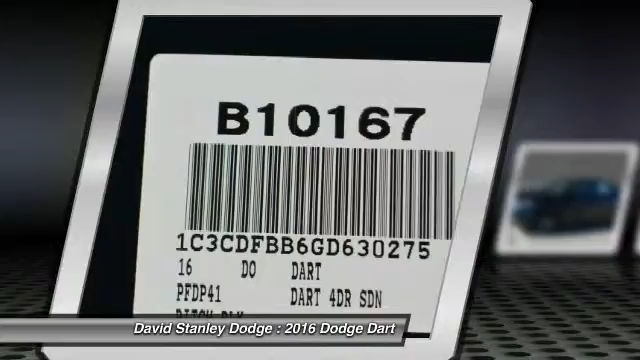 B10167
1C3CDFBB6GD630275
16 DO DART
PFDP41 DART 4DR SDN
David Stanley Dodge : 2016 Dodge Dart